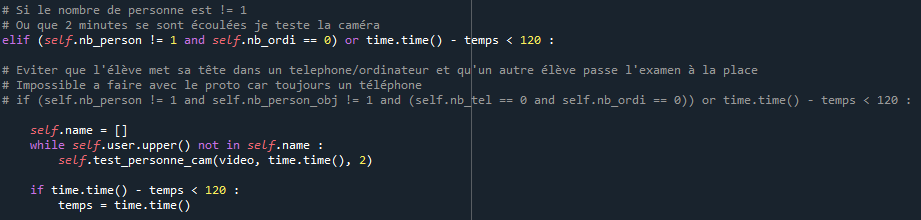 # Si le nombre de personne est != 1
# Ou que 2 minutes se sont écoulées je teste la caméra
elif (self.nb_person != 1 and self.nb_ordi == 0) or time.time() - temps < 120 :
# Eviter que l'élève met sa tête dans un telephone/ordinateur et qu'un autre élève passe l'examen à la place
# Impossible a faire avec le proto car toujours un téléphone
# if (self.nb_person != 1 and self.nb_person_obj != 1 and (self.nb_tel == 0 and self.nb_ordi == 0)) or time.time() - temps < 120 :
self.name = []
while self.user.upper() not in self.name :
self.test_personne_cam(video, time.time(), 2)
if time.time() - temps < 120 :
temps = time.time()